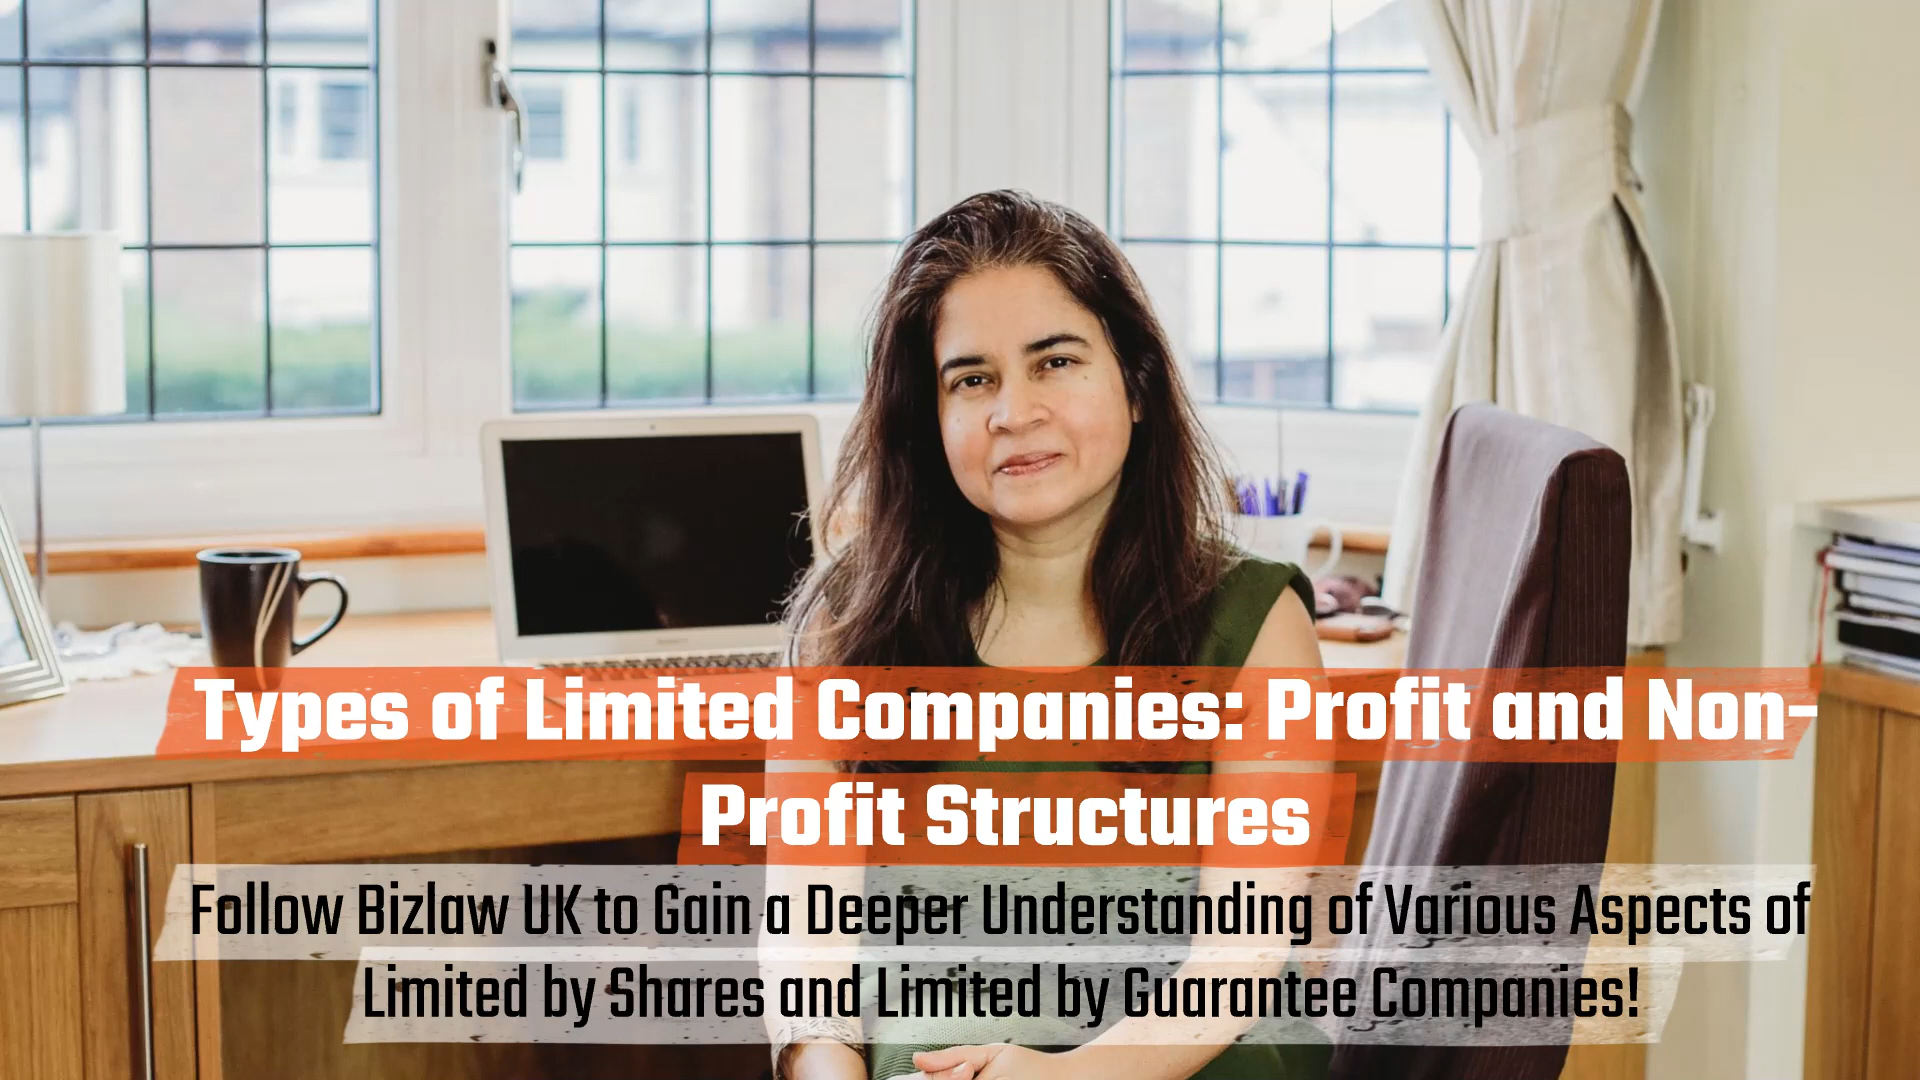 Types of Limited Companies: Profit and Non-
Profit Structures
Follow Bizlaw UK to Gain a Deeper Understanding of Various Aspects of
Limited by Shares and Limited by Guarantee Companies!